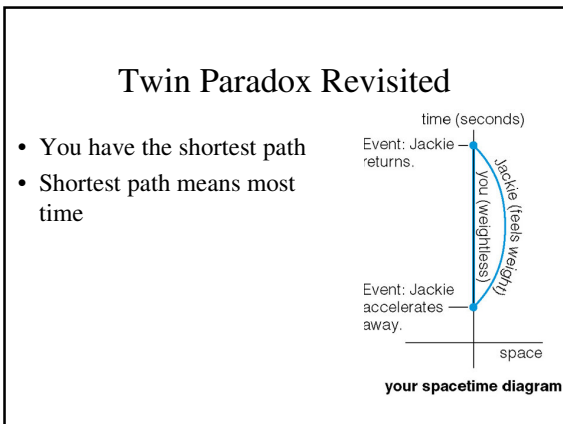 Twin Paradox Revisited
• You have the shortest path
• Shortest path means most
time
time (seconds)
Event: Jackie
returns.
Jackie (feels weight)
you (weightless)
Event: Jackie
accelerates
away.
space
your spacetime diagram